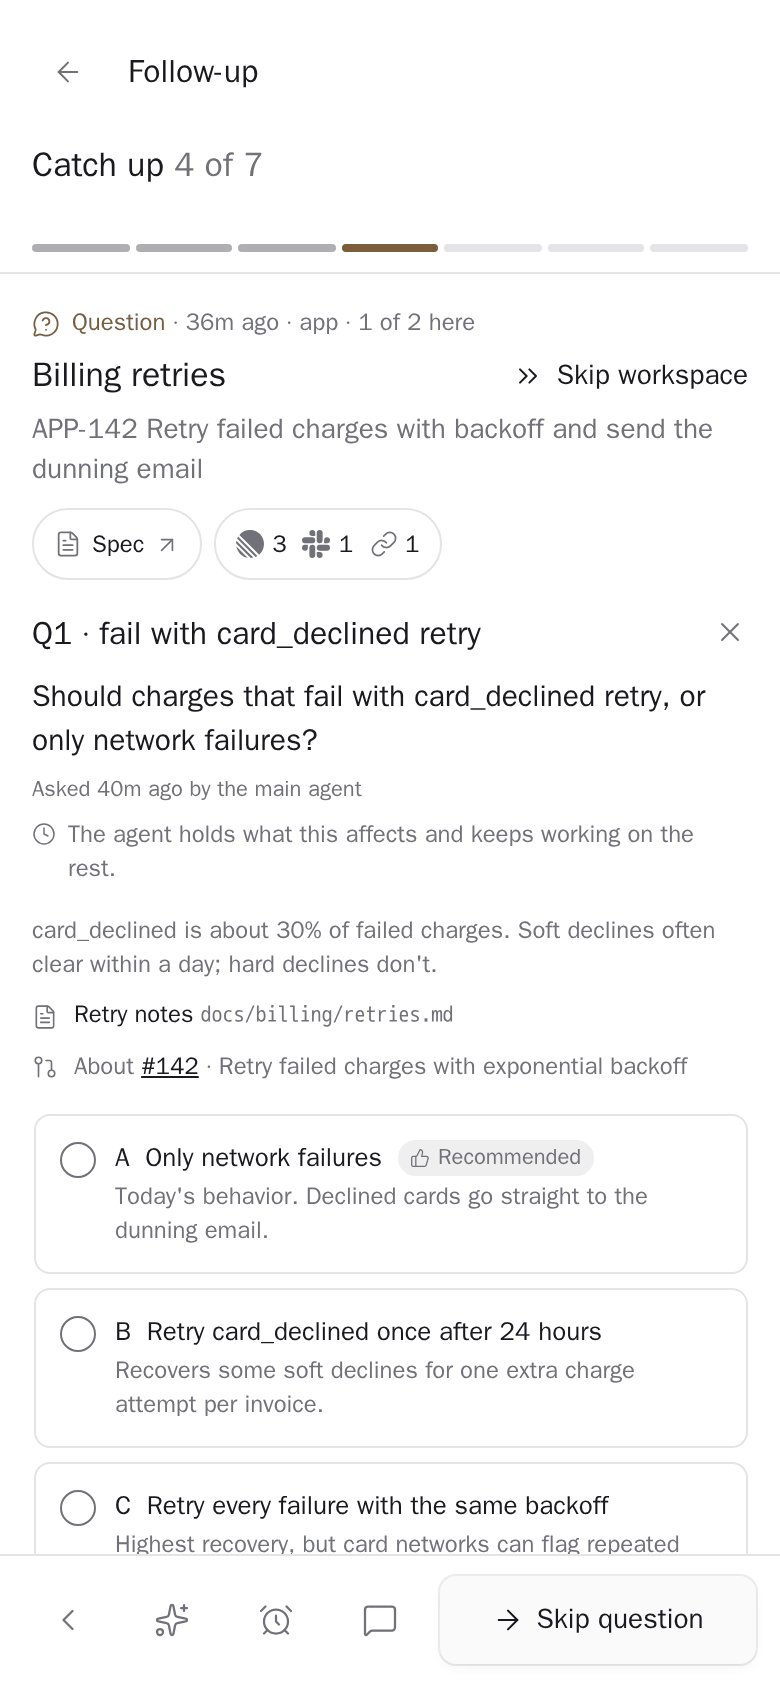 Follow-up
Catch up 4 of 7
Question · 36m ago · app · 1 of 2 here
Billing retries
Skip workspace
APP-142 Retry failed charges with backoff and send the
dunning email
Spec
3 1 1
Q1 · fail with card_declined retry
Should charges that fail with card_declined retry, or
only network failures?
Asked 40m ago by the main agent
The agent holds what this affects and keeps working on the
rest.
card_declined is about 30% of failed charges. Soft declines often
clear within a day; hard declines don't.
Retry notes docs/billing/retries.md
About #142 · Retry failed charges with exponential backoff
A Only network failures Recommended
Today's behavior. Declined cards go straight to the
dunning email.
B Retry card_declined once after 24 hours
Recovers some soft declines for one extra charge
attempt per invoice.
C Retry every failure with the same backoff
Highest recovery, but card networks can flag repeated
Skip question